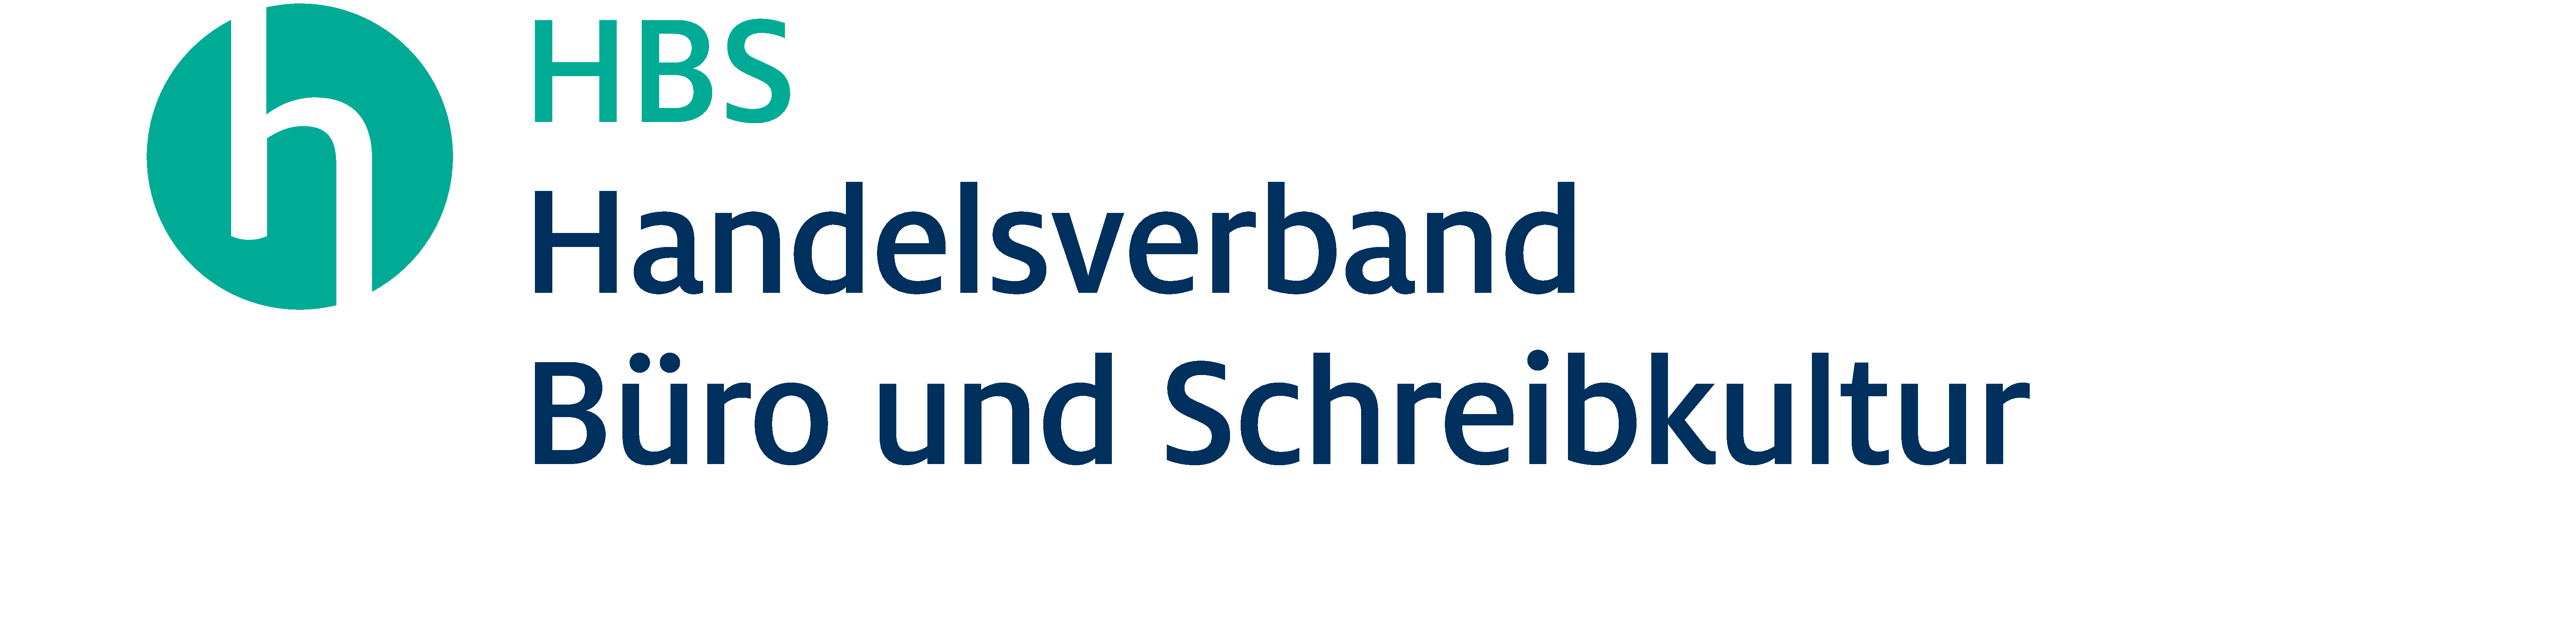 h
HBS
Handelsverband
Büro und Schreibkultur